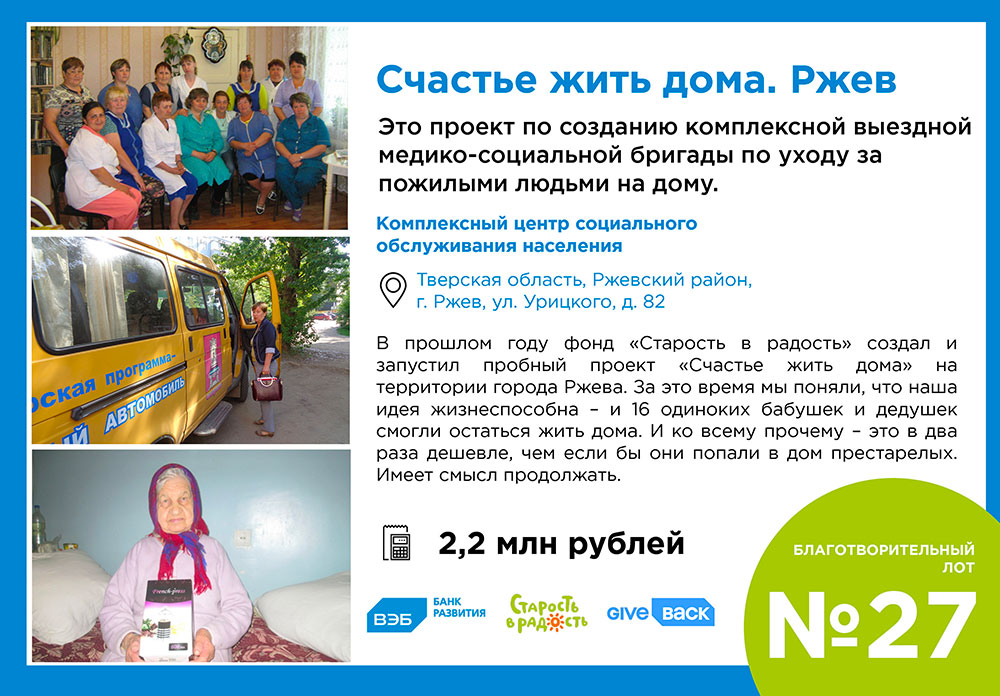 Счастье жить дома. Ржев
Это проект по созданию комплексной выездной
медико-социальной бригады по уходу за
пожилыми людьми на дому.
Комплексный центр социального
обслуживания населения
Тверская область, Ржевский район,
г. Ржев, ул. Урицкого, д. 82
В прошлом году фонд «Старость в радость» создал и
запустил пробный проект «Счастье жить дома» на
территории города Ржева. За это время мы поняли, что наша
идея жизнеспособна – и 16 одиноких бабушек и дедушек
смогли остаться жить дома. И ко всему прочему – это в два
раза дешевле, чем если бы они попали в дом престарелых.
Имеет смысл продолжать.
2,2 млн рублей
ВЭБ
БАНК
РАЗВИТИЯ
Старость
в радость
GIVE BACK
БЛАГОТВОРИТЕЛЬНЫЙ
ЛОТ
№27
рская программа-
ЫЙ АВТОМОБИЛЬ
French-press